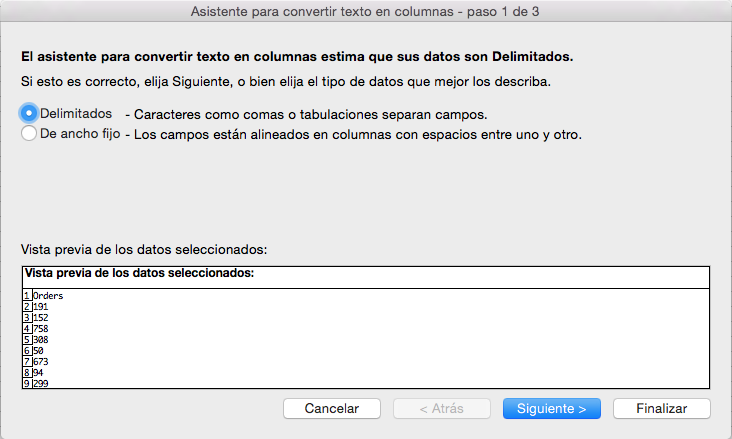 Asistente para convertir texto en columnas - paso 1 de 3
El asistente para convertir texto en columnas estima que sus datos son Delimitados.
Si esto es correcto, elija Siguiente, o bien elija el tipo de datos que mejor los describa.
Delimitados - Caracteres como comas o tabulaciones separan campos.
De ancho fijo - Los campos están alineados en columnas con espacios entre uno y otro.
Vista previa de los datos seleccionados:
Vista previa de los datos seleccionados:
1 Orders
2 191
3 152
4 758
5 308
6 50
7 673
8 94
9 299
Cancelar < Atrás Siguiente > Finalizar